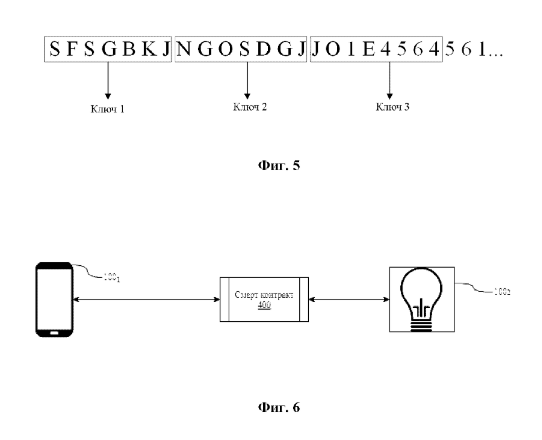 S F S G B K J N G O S D G J J O 1 E 4 5 6 4 5 6 1...
Ключ 1 Ключ 2 Ключ 3
Фиг. 5
100₁
Смарт контракт
400
100₂
Фиг. 6